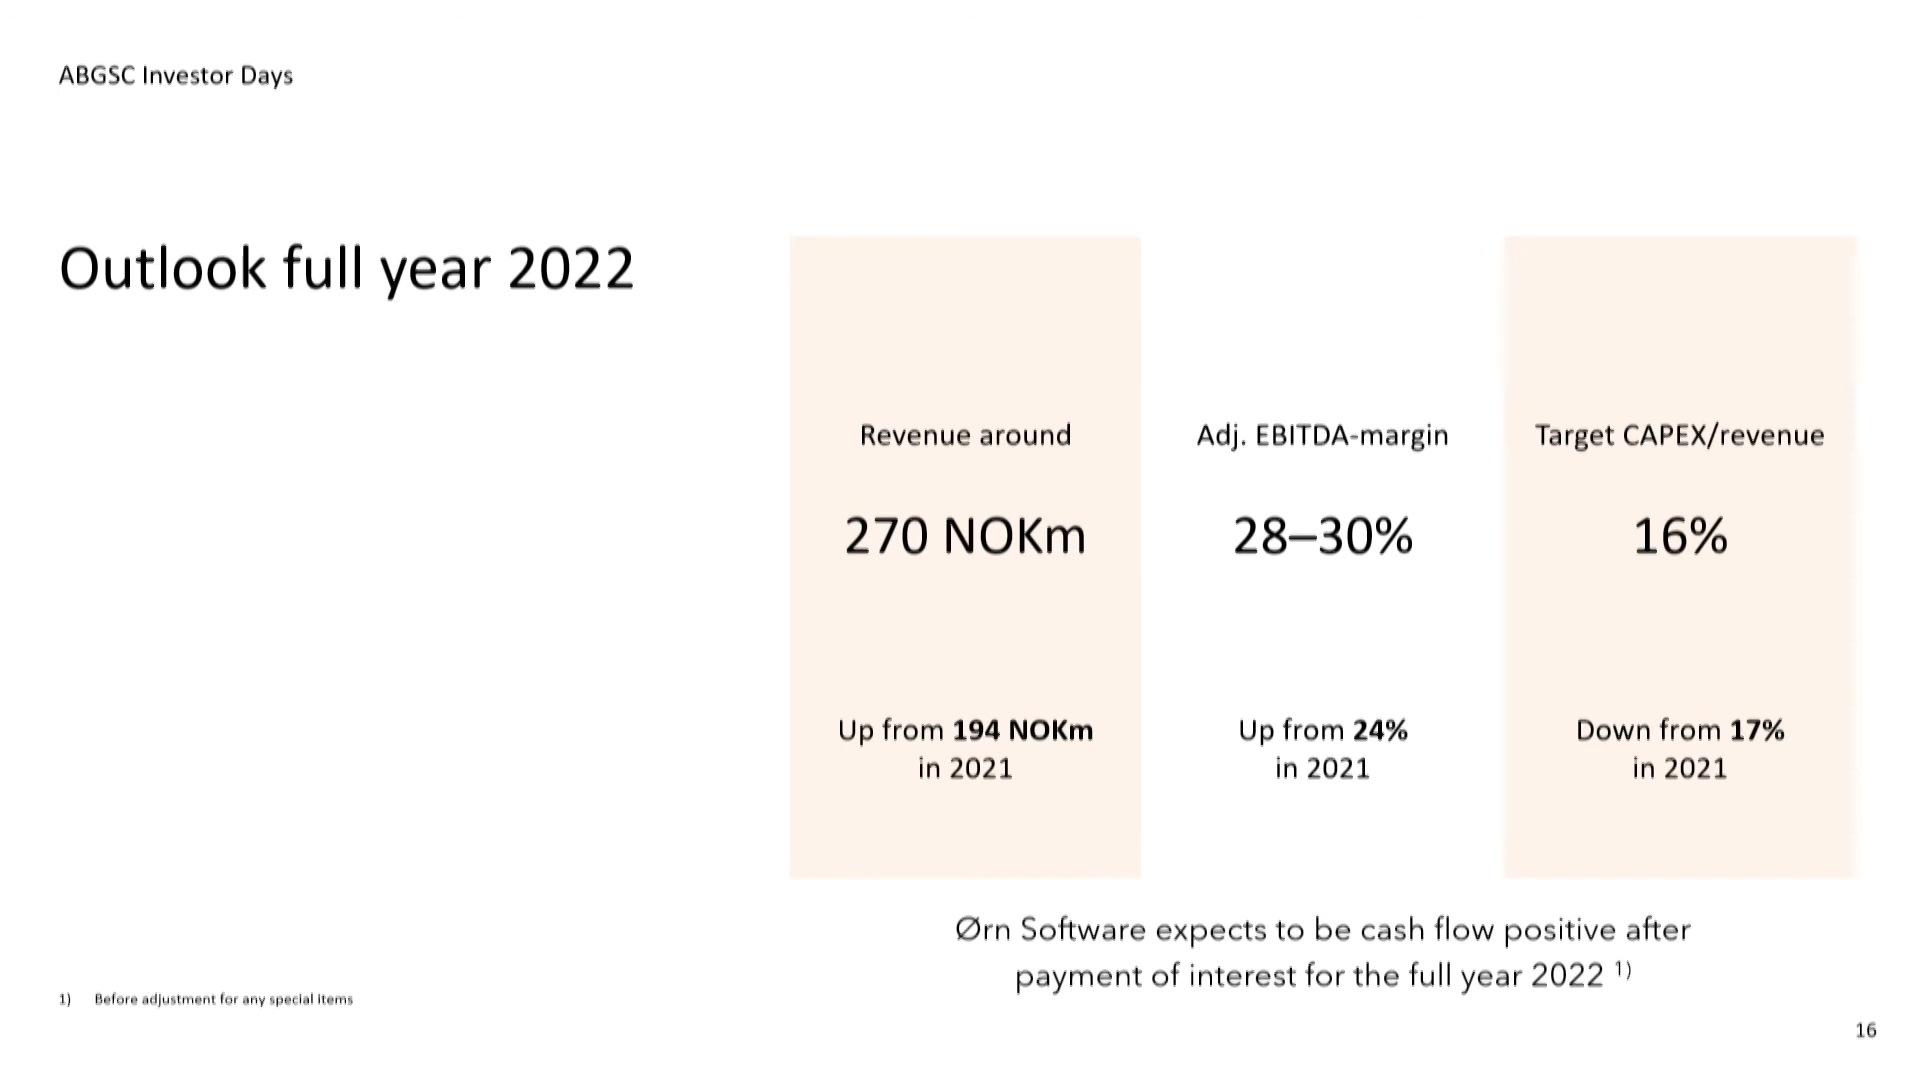 ABGSC Investor Days
Outlook full year 2022
Revenue around
270 NOKm
Up from 194 NOKm
in 2021
Adj. EBITDA-margin
28–30%
Up from 24%
in 2021
Target CAPEX/revenue
16%
Down from 17%
in 2021
Ørn Software expects to be cash flow positive after
payment of interest for the full year 2022 1)
1) Before adjustment for any special items
16